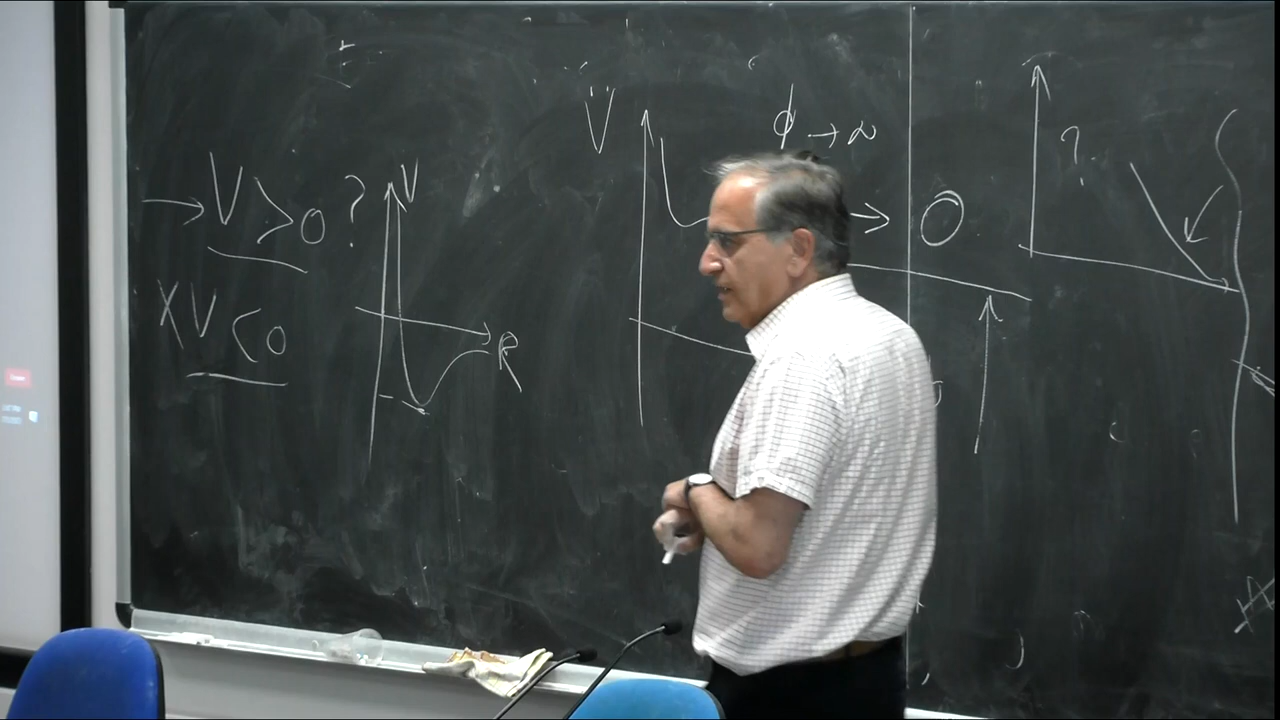 → V > 0 ?
X V < 0
V
R
V
ϕ → ∞
→ 0
?